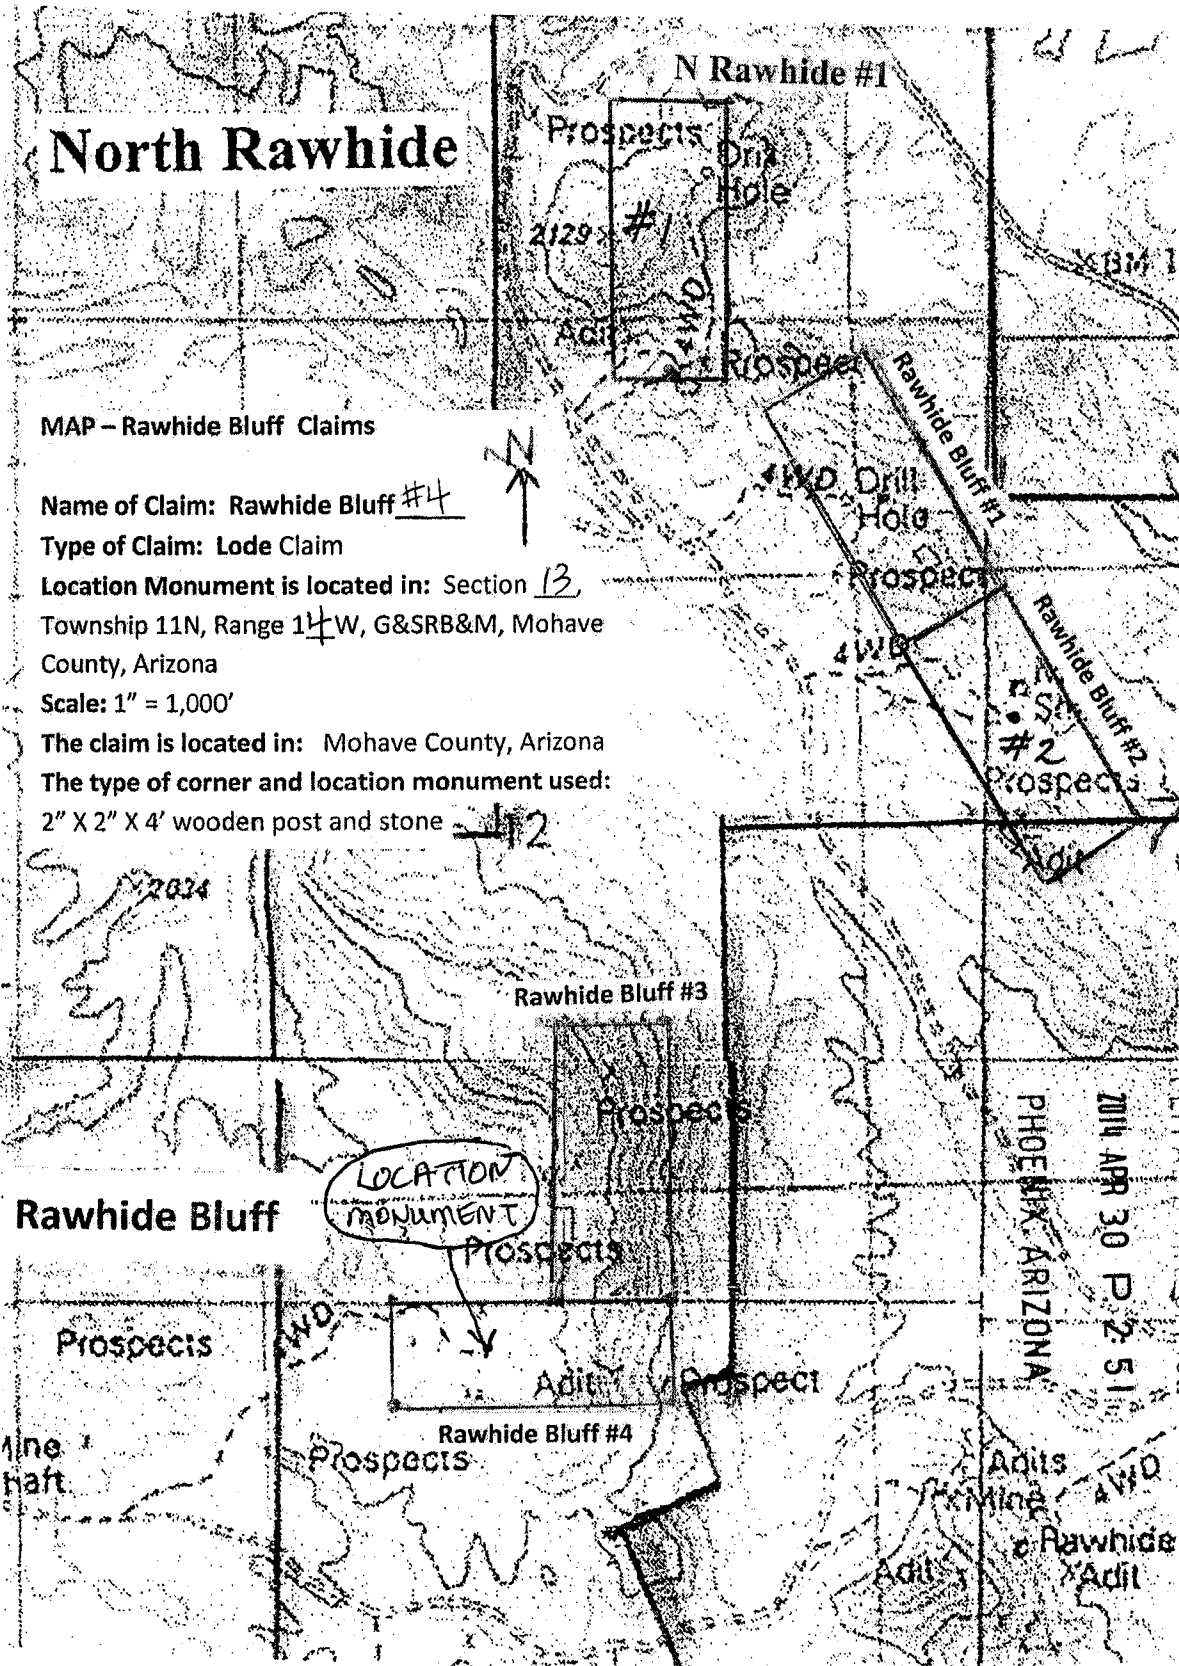 N Rawhide #1
North Rawhide
Prospects
Drill
Hole
#1
2129
4WD
Adit
Prospect
XBM 1
Rawhide Bluff #1
MAP – Rawhide Bluff Claims
N
Name of Claim: Rawhide Bluff #4
Type of Claim: Lode Claim
Location Monument is located in: Section 13,
Township 11N, Range 14W, G&SRB&M, Mohave
County, Arizona
Scale: 1" = 1,000'
The claim is located in: Mohave County, Arizona
The type of corner and location monument used:
2" X 2" X 4' wooden post and stone
12
4WD Drill
Hole
Prospect
4WD
Rawhide Bluff #2
#2
Prospects
Adit
2034
Rawhide Bluff #3
Prospects
LOCATION
MONUMENT
Rawhide Bluff
Prospects
2014 APR 30 P 2:51
PHOENIX, ARIZONA
Prospects
4WD
Adit
Prospect
Rawhide Bluff #4
Prospects
Mine
haft
Adits
Mine
4WD
Rawhide
Adit
Adit